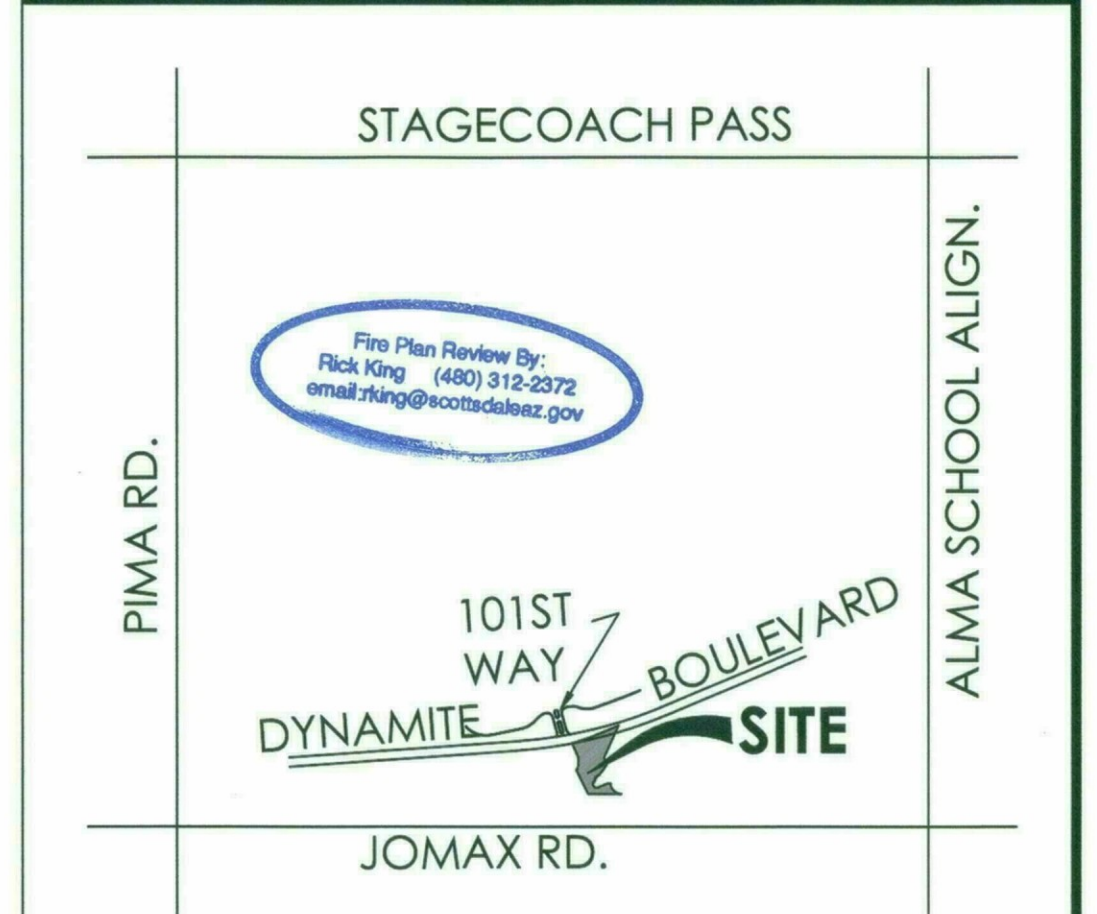 STAGECOACH PASS
Fire Plan Review By:
Rick King (480) 312-2372
email:rking@scottsdaleaz.gov
PIMA RD.
ALMA SCHOOL ALIGN.
101ST
WAY
BOULEVARD
DYNAMITE
SITE
JOMAX RD.